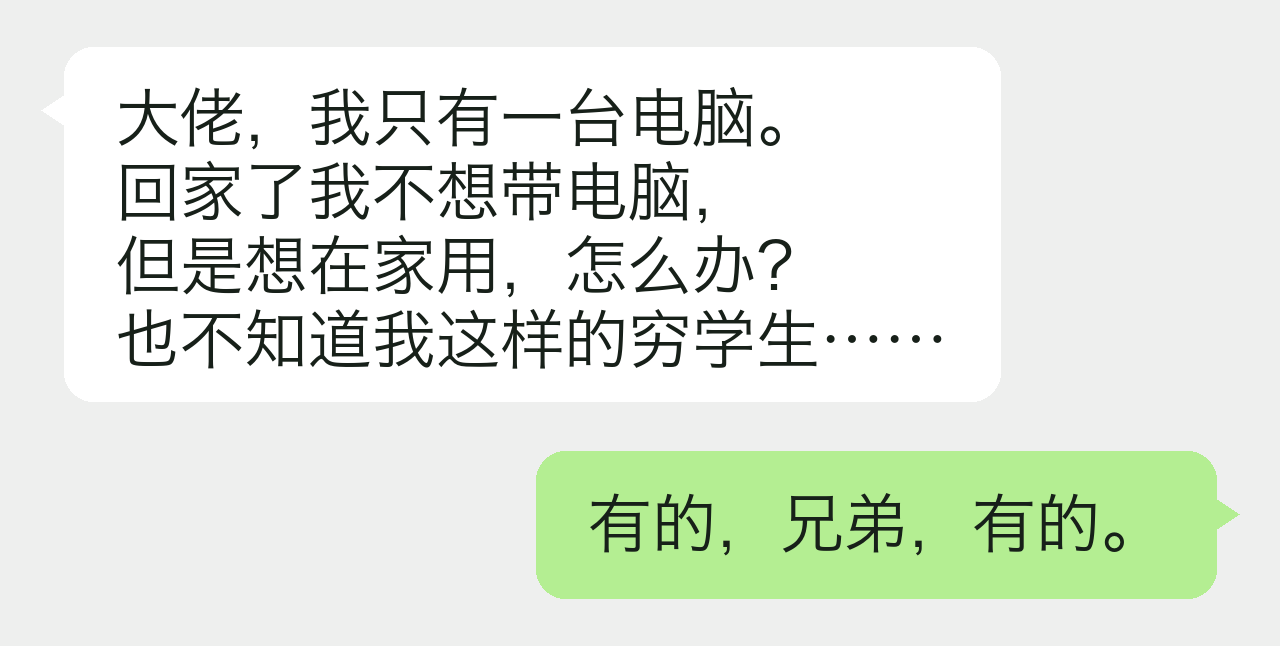 大佬，我只有一台电脑。
回家了我不想带电脑，
但是想在家用，怎么办？
也不知道我这样的穷学生……
有的，兄弟，有的。